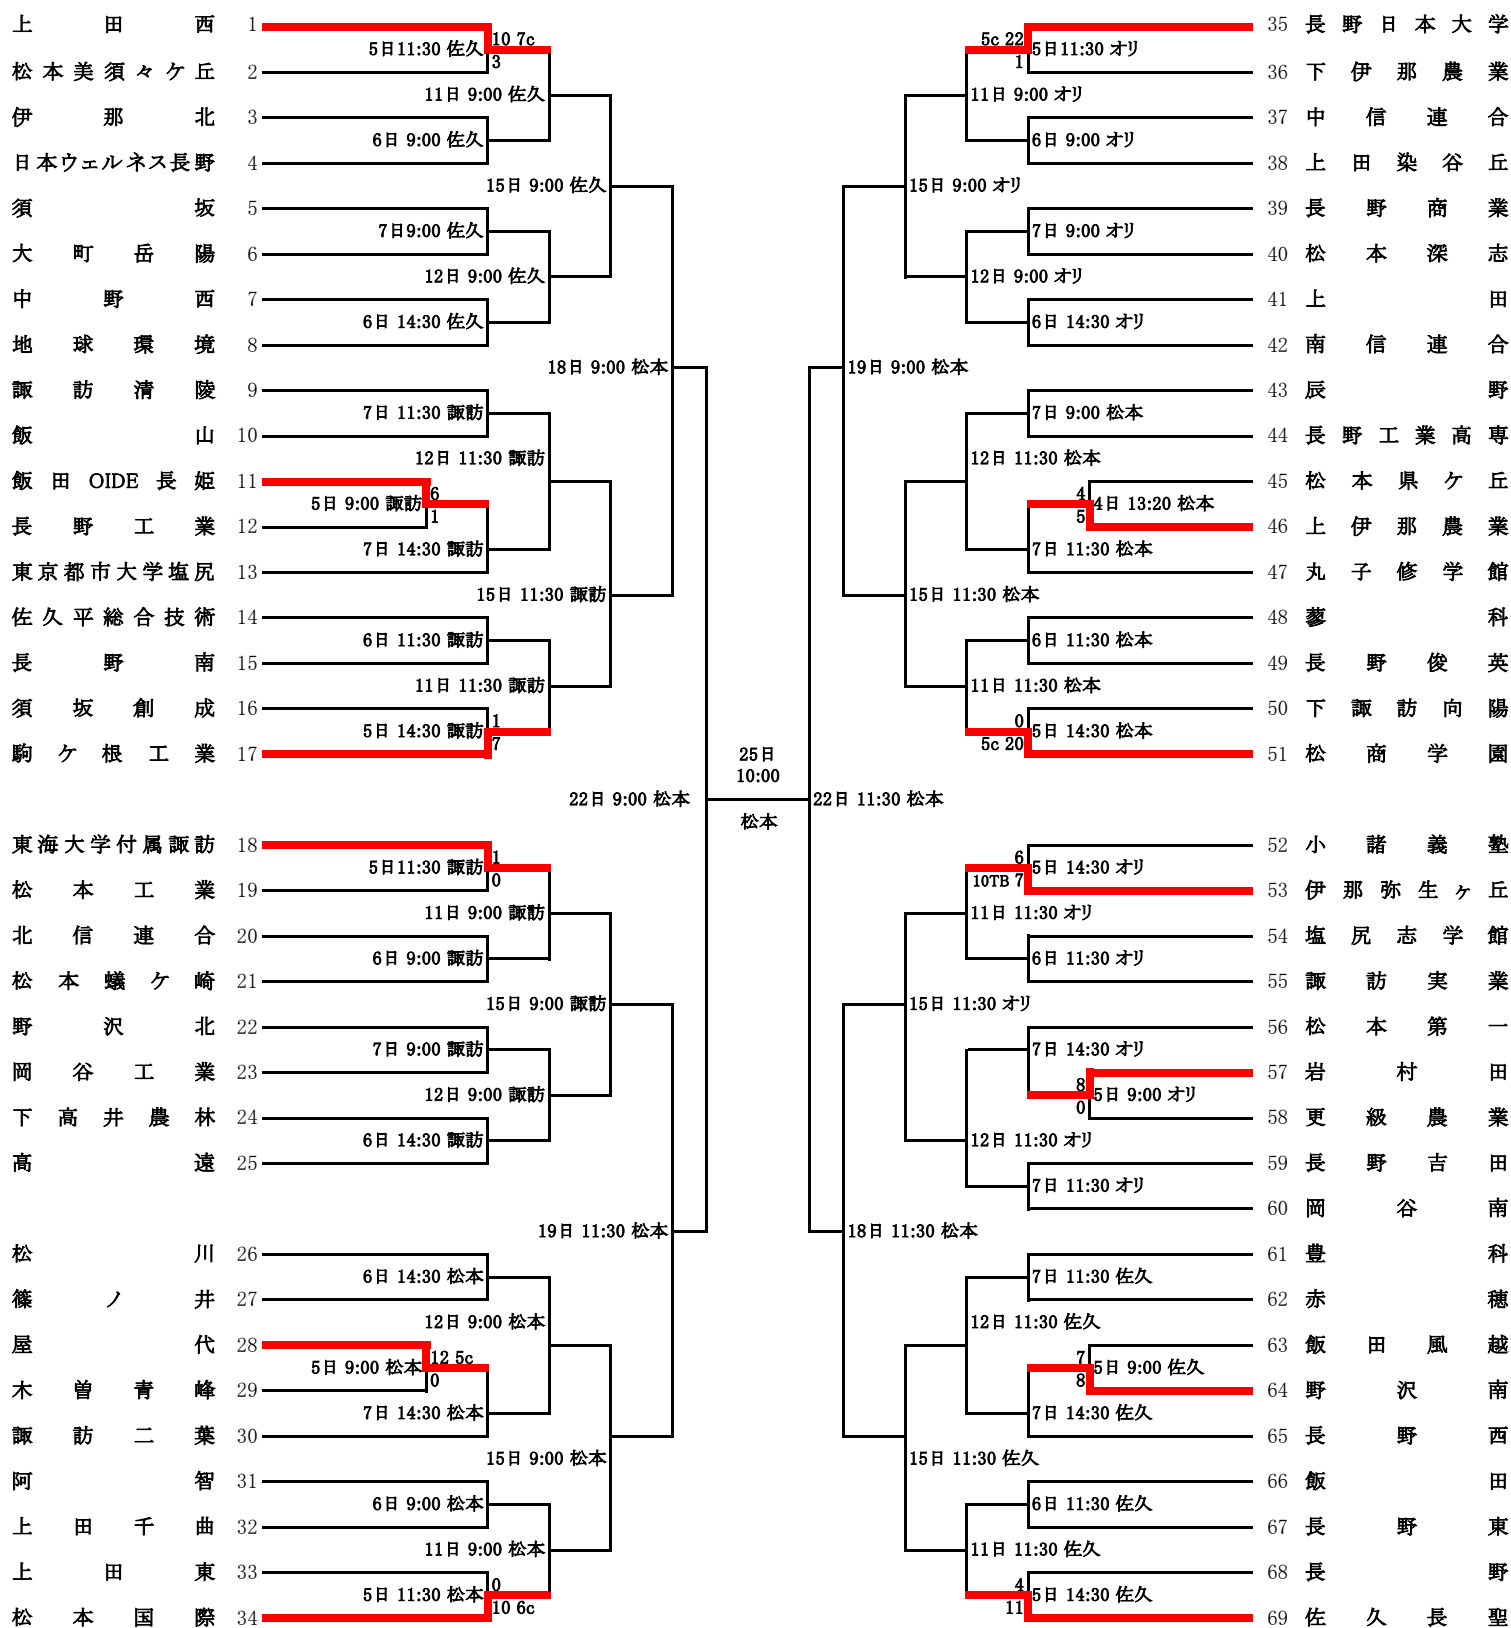 上田西 1
10 7c
5日11:30 佐久
3
松本美須々ケ丘 2
11日 9:00 佐久
伊那北 3
6日 9:00 佐久
日本ウェルネス長野 4
15日 9:00 佐久
須坂 5
7日9:00 佐久
大町岳陽 6
12日 9:00 佐久
中野西 7
6日 14:30 佐久
地球環境 8
18日 9:00 松本
諏訪清陵 9
7日 11:30 諏訪
飯山 10
12日 11:30 諏訪
飯田OIDE長姫 11
6
5日 9:00 諏訪
1
長野工業 12
7日 14:30 諏訪
東京都市大学塩尻 13
15日 11:30 諏訪
佐久平総合技術 14
6日 11:30 諏訪
長野南 15
11日 11:30 諏訪
須坂創成 16
1
5日 14:30 諏訪
7
駒ケ根工業 17
22日 9:00 松本
東海大学付属諏訪 18
1
5日11:30 諏訪
0
松本工業 19
11日 9:00 諏訪
北信連合 20
6日 9:00 諏訪
松本蟻ケ崎 21
15日 9:00 諏訪
野沢北 22
7日 9:00 諏訪
岡谷工業 23
12日 9:00 諏訪
下高井農林 24
6日 14:30 諏訪
高遠 25
19日 11:30 松本
松川 26
6日 14:30 松本
篠ノ井 27
12日 9:00 松本
屋代 28
12 5c
5日 9:00 松本
0
木曽青峰 29
7日 14:30 松本
諏訪二葉 30
15日 9:00 松本
阿智 31
6日 9:00 松本
上田千曲 32
11日 9:00 松本
上田東 33
0
5日 11:30 松本
10 6c
松本国際 34
25日
10:00
松本
35 長野日本大学
5c 22
5日11:30 オリ
1
36 下伊那農業
11日 9:00 オリ
37 中信連合
6日 9:00 オリ
38 上田染谷丘
15日 9:00 オリ
39 長野商業
7日 9:00 オリ
40 松本深志
12日 9:00 オリ
41 上田
6日 14:30 オリ
42 南信連合
19日 9:00 松本
43 辰野
7日 9:00 松本
44 長野工業高専
12日 11:30 松本
45 松本県ケ丘
4
4日 13:20 松本
5
46 上伊那農業
7日 11:30 松本
47 丸子修学館
15日 11:30 松本
48 蓼科
6日 11:30 松本
49 長野俊英
11日 11:30 松本
50 下諏訪向陽
0
5日 14:30 松本
5c 20
51 松商学園
22日 11:30 松本
52 小諸義塾
6
5日 14:30 オリ
10TB 7
53 伊那弥生ヶ丘
11日 11:30 オリ
54 塩尻志学館
6日 11:30 オリ
55 諏訪実業
15日 11:30 オリ
56 松本第一
7日 14:30 オリ
57 岩村田
8
5日 9:00 オリ
0
58 更級農業
12日 11:30 オリ
59 長野吉田
7日 11:30 オリ
60 岡谷南
18日 11:30 松本
61 豊科
7日 11:30 佐久
62 赤穂
12日 11:30 佐久
63 飯田風越
7
5日 9:00 佐久
8
64 野沢南
7日 14:30 佐久
65 長野西
15日 11:30 佐久
66 飯田
6日 11:30 佐久
67 長野東
11日 11:30 佐久
68 長野
4
5日 14:30 佐久
11
69 佐久長聖